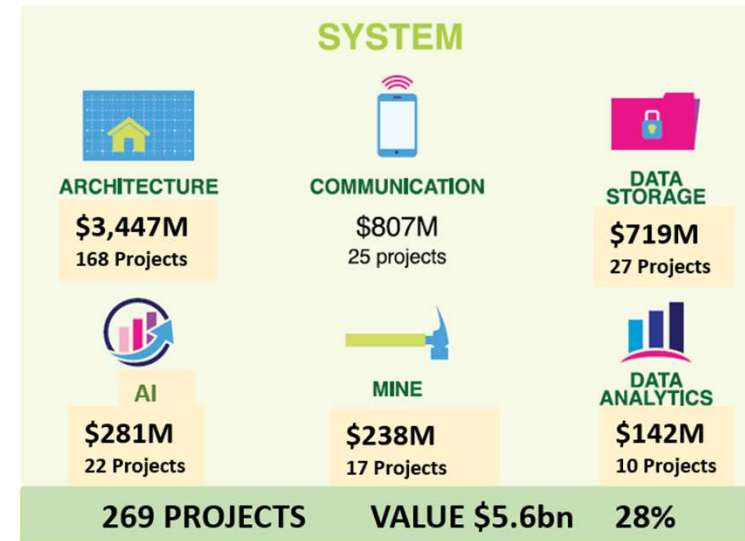 SYSTEM
ARCHITECTURE
$3,447M
168 Projects
COMMUNICATION
$807M
25 projects
DATA
STORAGE
$719M
27 Projects
AI
$281M
22 Projects
MINE
$238M
17 Projects
DATA
ANALYTICS
$142M
10 Projects
269 PROJECTS VALUE $5.6bn 28%